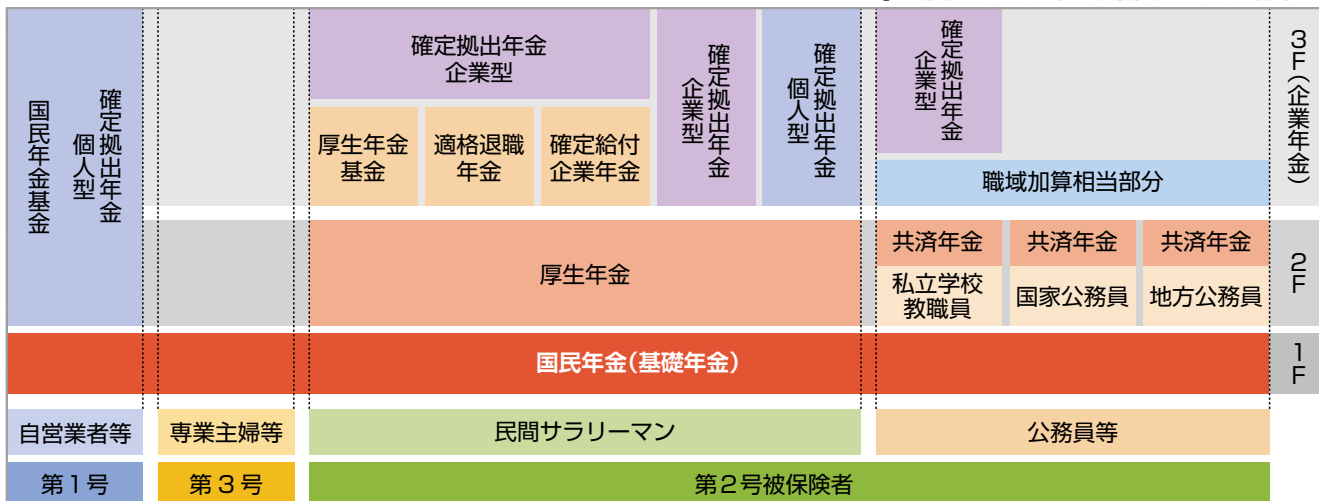 国民年金基金
確定拠出年金
個人型
確定拠出年金
企業型
厚生年金
基金
適格退職
年金
確定給付
企業年金
確定拠出年金
企業型
確定拠出年金
個人型
確定拠出年金
企業型
職域加算相当部分
3F(企業年金)
厚生年金
共済年金
私立学校
教職員
共済年金
国家公務員
共済年金
地方公務員
2F
国民年金(基礎年金)
1F
自営業者等
専業主婦等
民間サラリーマン
公務員等
第1号
第3号
第2号被保険者